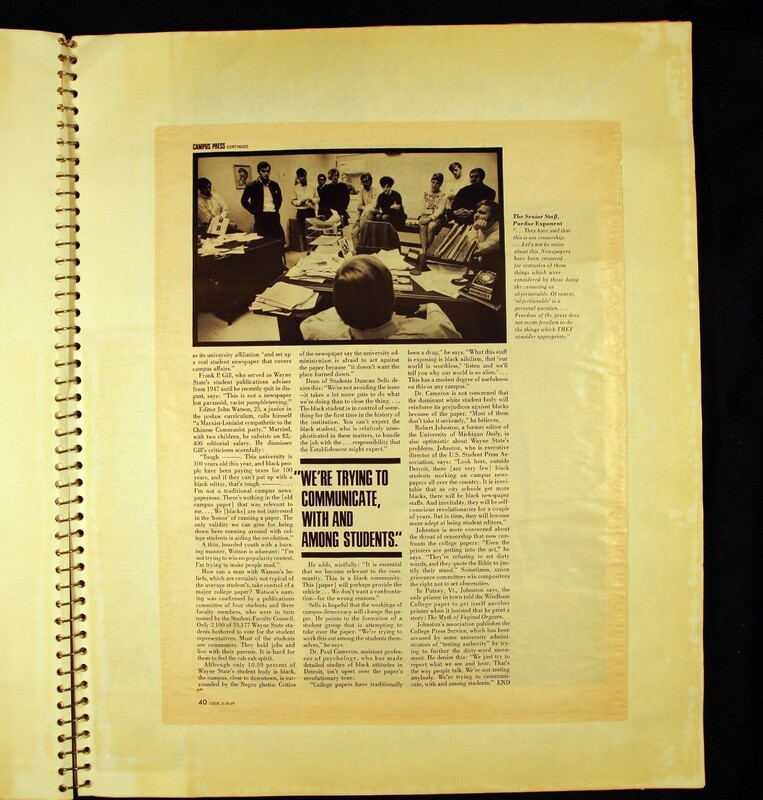 CAMPUS PRESS CONTINUED
The Senior Staff,
Purdue Exponent
". . . They have said that
this is not censorship.
. . . Let's not be naïve
about this. Newspapers
have been censored
for centuries of those
things which were
considered by those doing
the censoring as
objectionable. Of course,
'objectionable' is a
personal question. . . .
Freedom of the press does
not mean freedom to do
the things which THEY
consider appropriate."
as its university affiliation "and set up
a real student newspaper that covers
campus affairs."
Frank P. Gill, who served as Wayne
State's student publications adviser
from 1947 until he recently quit in dis-
gust, says: "This is not a newspaper
but paranoid, racist pamphleteering."
Editor John Watson, 25, a junior in
the prelaw curriculum, calls himself
"a Marxist-Leninist sympathetic to the
Chinese Communist party." Married,
with two children, he subsists on $2,-
400 editorial salary. He dismisses
Gill's criticisms scornfully:
"Tough ——. This university is
100 years old this year, and black peo-
ple have been paying taxes for 100
years, and if they can't put up with a
black editor, that's tough ——. . . .
I'm not a traditional campus news-
paperman. There's nothing in the [old
campus paper] that was relevant to
me. . . . We [blacks] are not interested
in the 'honor' of running a paper. The
only validity we can give for being
down here running around with col-
lege students is aiding the revolution."
A thin, bearded youth with a burn-
ing manner, Watson is adamant: "I'm
not trying to win no popularity contest.
I'm trying to make people mad."
How can a man with Watson's be-
liefs, which are certainly not typical of
the average student's, take control of a
major college paper? Watson's nam-
ing was confirmed by a publications
committee of four students and three
faculty members, who were in turn
named by the Student-Faculty Council.
Only 2,100 of 33,177 Wayne State stu-
dents bothered to vote for the student
representatives. Most of the students
are commuters. They hold jobs and
live with their parents. It is hard for
them to feel the rah-rah spirit.
Although only 10.59 percent of
Wayne State's student body is black,
the campus, close to downtown, is sur-
rounded by the Negro ghetto. Critics
of the newspaper say the university ad-
ministration is afraid to act against
the paper because "it doesn't want the
place burned down."
Dean of Students Duncan Sells de-
nies this: "We're not avoiding the issue
—it takes a lot more guts to do what
we're doing than to close the thing. . . .
The black student is in control of some-
thing for the first time in the history of
the institution. You can't expect the
black student, who is relatively unso-
phisticated in these matters, to handle
the job with the . . . responsibility that
the Establishment might expect."
"WE'RE TRYING TO
COMMUNICATE,
WITH AND
AMONG STUDENTS."
He adds, wistfully: "It is essential
that we become relevant to the com-
munity. This is a black community.
This [paper] will perhaps provide the
vehicle . . . We don't want a confronta-
tion—for the wrong reasons."
Sells is hopeful that the workings of
campus democracy will change the pa-
per. He points to the formation of a
student group that is attempting to
take over the paper. "We're trying to
work this out among the students them-
selves," he says.
Dr. Paul Cameron, assistant profes-
sor of psychology, who has made
detailed studies of black attitudes in
Detroit, isn't upset over the paper's
revolutionary tone:
"College papers have traditionally
been a drag," he says. "What this staff
is exposing is black nihilism, that 'our
world is worthless,' 'listen and we'll
tell you why our world is so alien.' . . .
This has a modest degree of usefulness
on this or any campus."
Dr. Cameron is not concerned that
the dominant white student body will
reinforce its prejudices against blacks
because of the paper, "Most of them
don't take it seriously," he believes.
Robert Johnston, a former editor of
the University of Michigan Daily, is
also optimistic about Wayne State's
problems. Johnston, who is executive
director of the U.S. Student Press As-
sociation, says: "Look here, outside
Detroit, there [are very few] black
students working on campus news-
papers all over the country. It is inevi-
table that as city schools get more
blacks, there will be black newspaper
staffs. And inevitably, they will be self-
conscious revolutionaries for a couple
of years. But in time, they will become
more adept at being student editors."
Johnston is more concerned about
the threat of censorship that now con-
fronts the college papers: "Even the
printers are getting into the act," he
says. "They're refusing to set dirty
words, and they quote the Bible to jus-
tify their stand." Sometimes, union
grievance committees win compositors
the right not to set obscenities.
In Putney, Vt., Johnston says, the
only printer in town told the Windham
College paper to get itself another
printer when it insisted that he print a
story: The Myth of Vaginal Orgasm.
Johnston's association publishes the
College Press Service, which has been
accused by some university admini-
strators of "testing authority" by try-
ing to further the dirty-word move-
ment. He denies this: "We just try to
report what we see and hear. That's
the way people talk. We're not testing
anybody. We're trying to communi-
cate, with and among students." END
40 LOOK 2-18-69